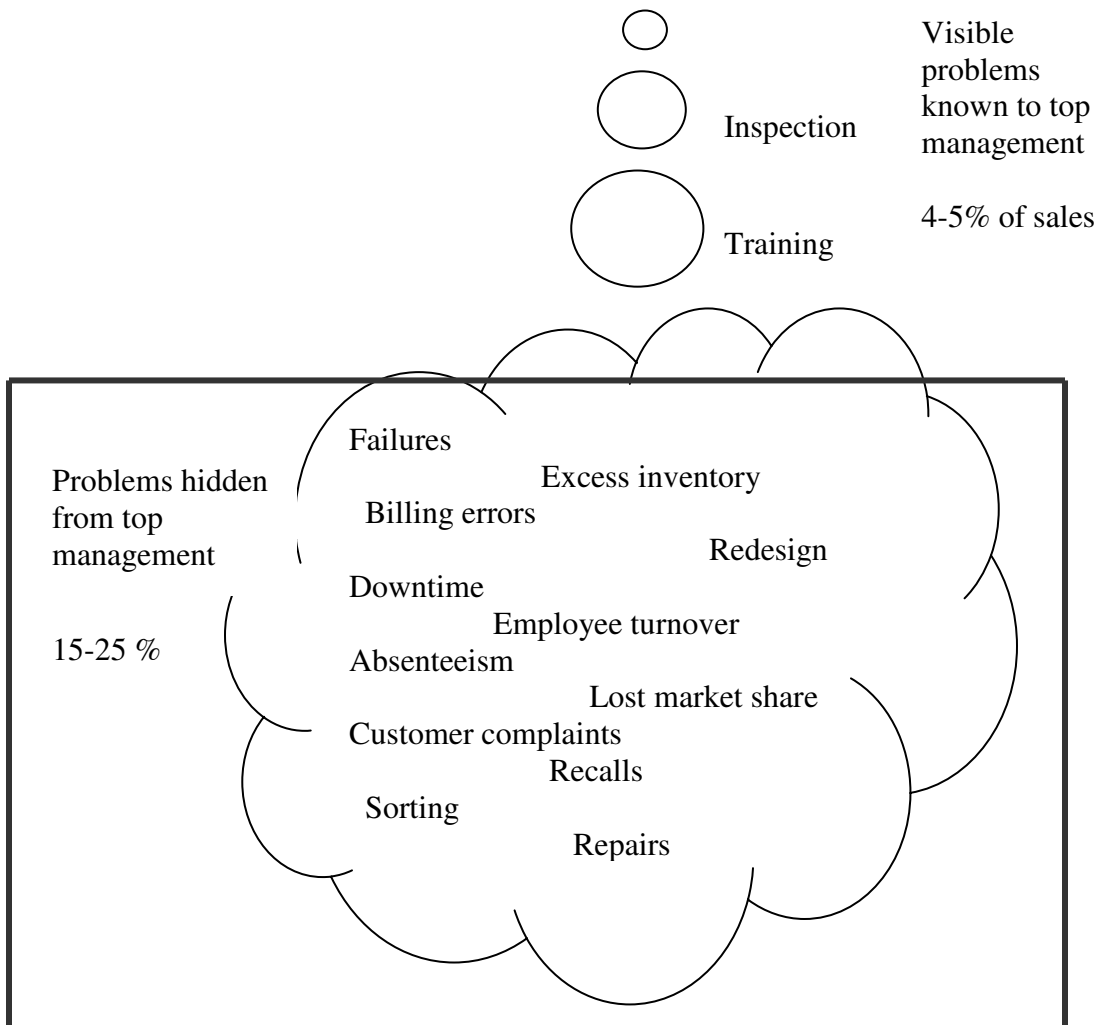 Visible
problems
known to top
management
Inspection
4-5% of sales
Training
Failures
Problems hidden
from top
management
Excess inventory
Billing errors
Redesign
Downtime
Employee turnover
15-25 %
Absenteeism
Lost market share
Customer complaints
Recalls
Sorting
Repairs